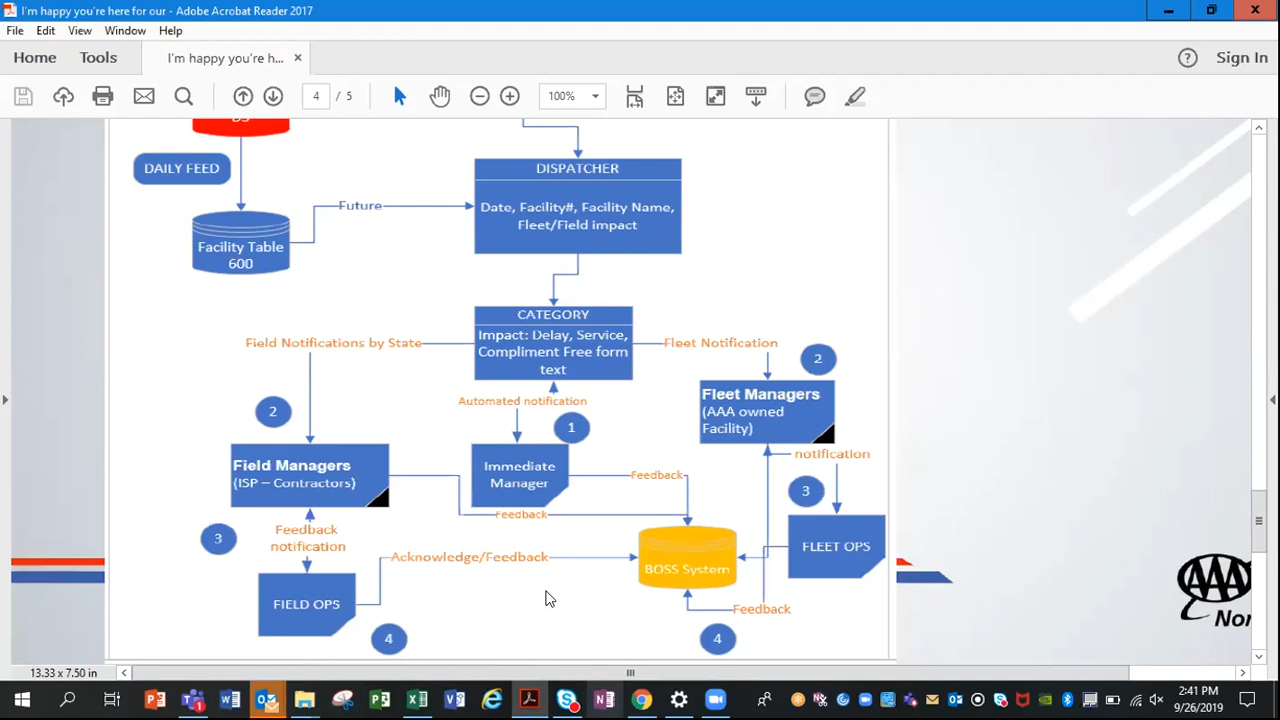 I'm happy you're here for our - Adobe Acrobat Reader 2017
File Edit View Window Help
Home Tools I'm happy you're h... × Sign In
4 / 5 100%
DAILY FEED
DISPATCHER
Date, Facility#, Facility Name,
Fleet/Field impact
Future
Facility Table
600
CATEGORY
Impact: Delay, Service,
Compliment Free form
text
Field Notifications by State
Fleet Notification
2
Fleet Managers
(AAA owned
Facility)
Automated notification
2
1
Field Managers
(ISP – Contractors)
Immediate
Manager
Feedback
notification
3
Feedback
3
Feedback
notification
FLEET OPS
Acknowledge/Feedback
BOSS System
FIELD OPS
Feedback
4
4
AAA
Nor
13.33 x 7.50 in
2:41 PM
9/26/2019